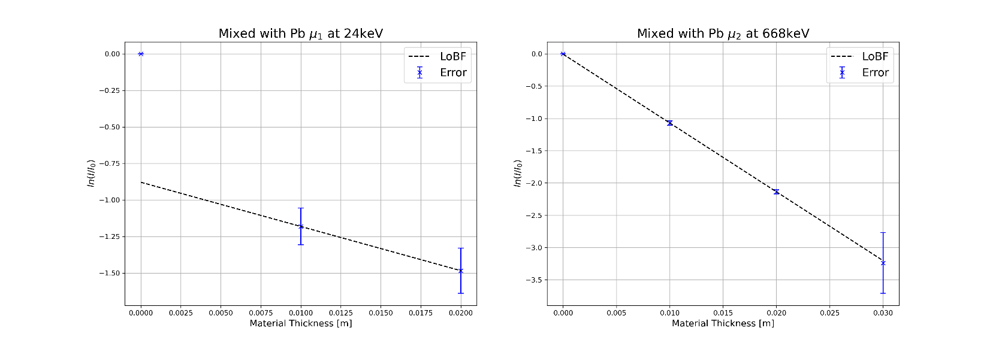 Mixed with Pb μ₁ at 24keV
0.00
−0.25
−0.50
−0.75
−1.00
−1.25
−1.50
ln(I/I₀)
LoBF
Error
0.0000 0.0025 0.0050 0.0075 0.0100 0.0125 0.0150 0.0175 0.0200
Material Thickness [m]
Mixed with Pb μ₂ at 668keV
0.0
−0.5
−1.0
−1.5
−2.0
−2.5
−3.0
−3.5
ln(I/I₀)
LoBF
Error
0.000 0.005 0.010 0.015 0.020 0.025 0.030
Material Thickness [m]